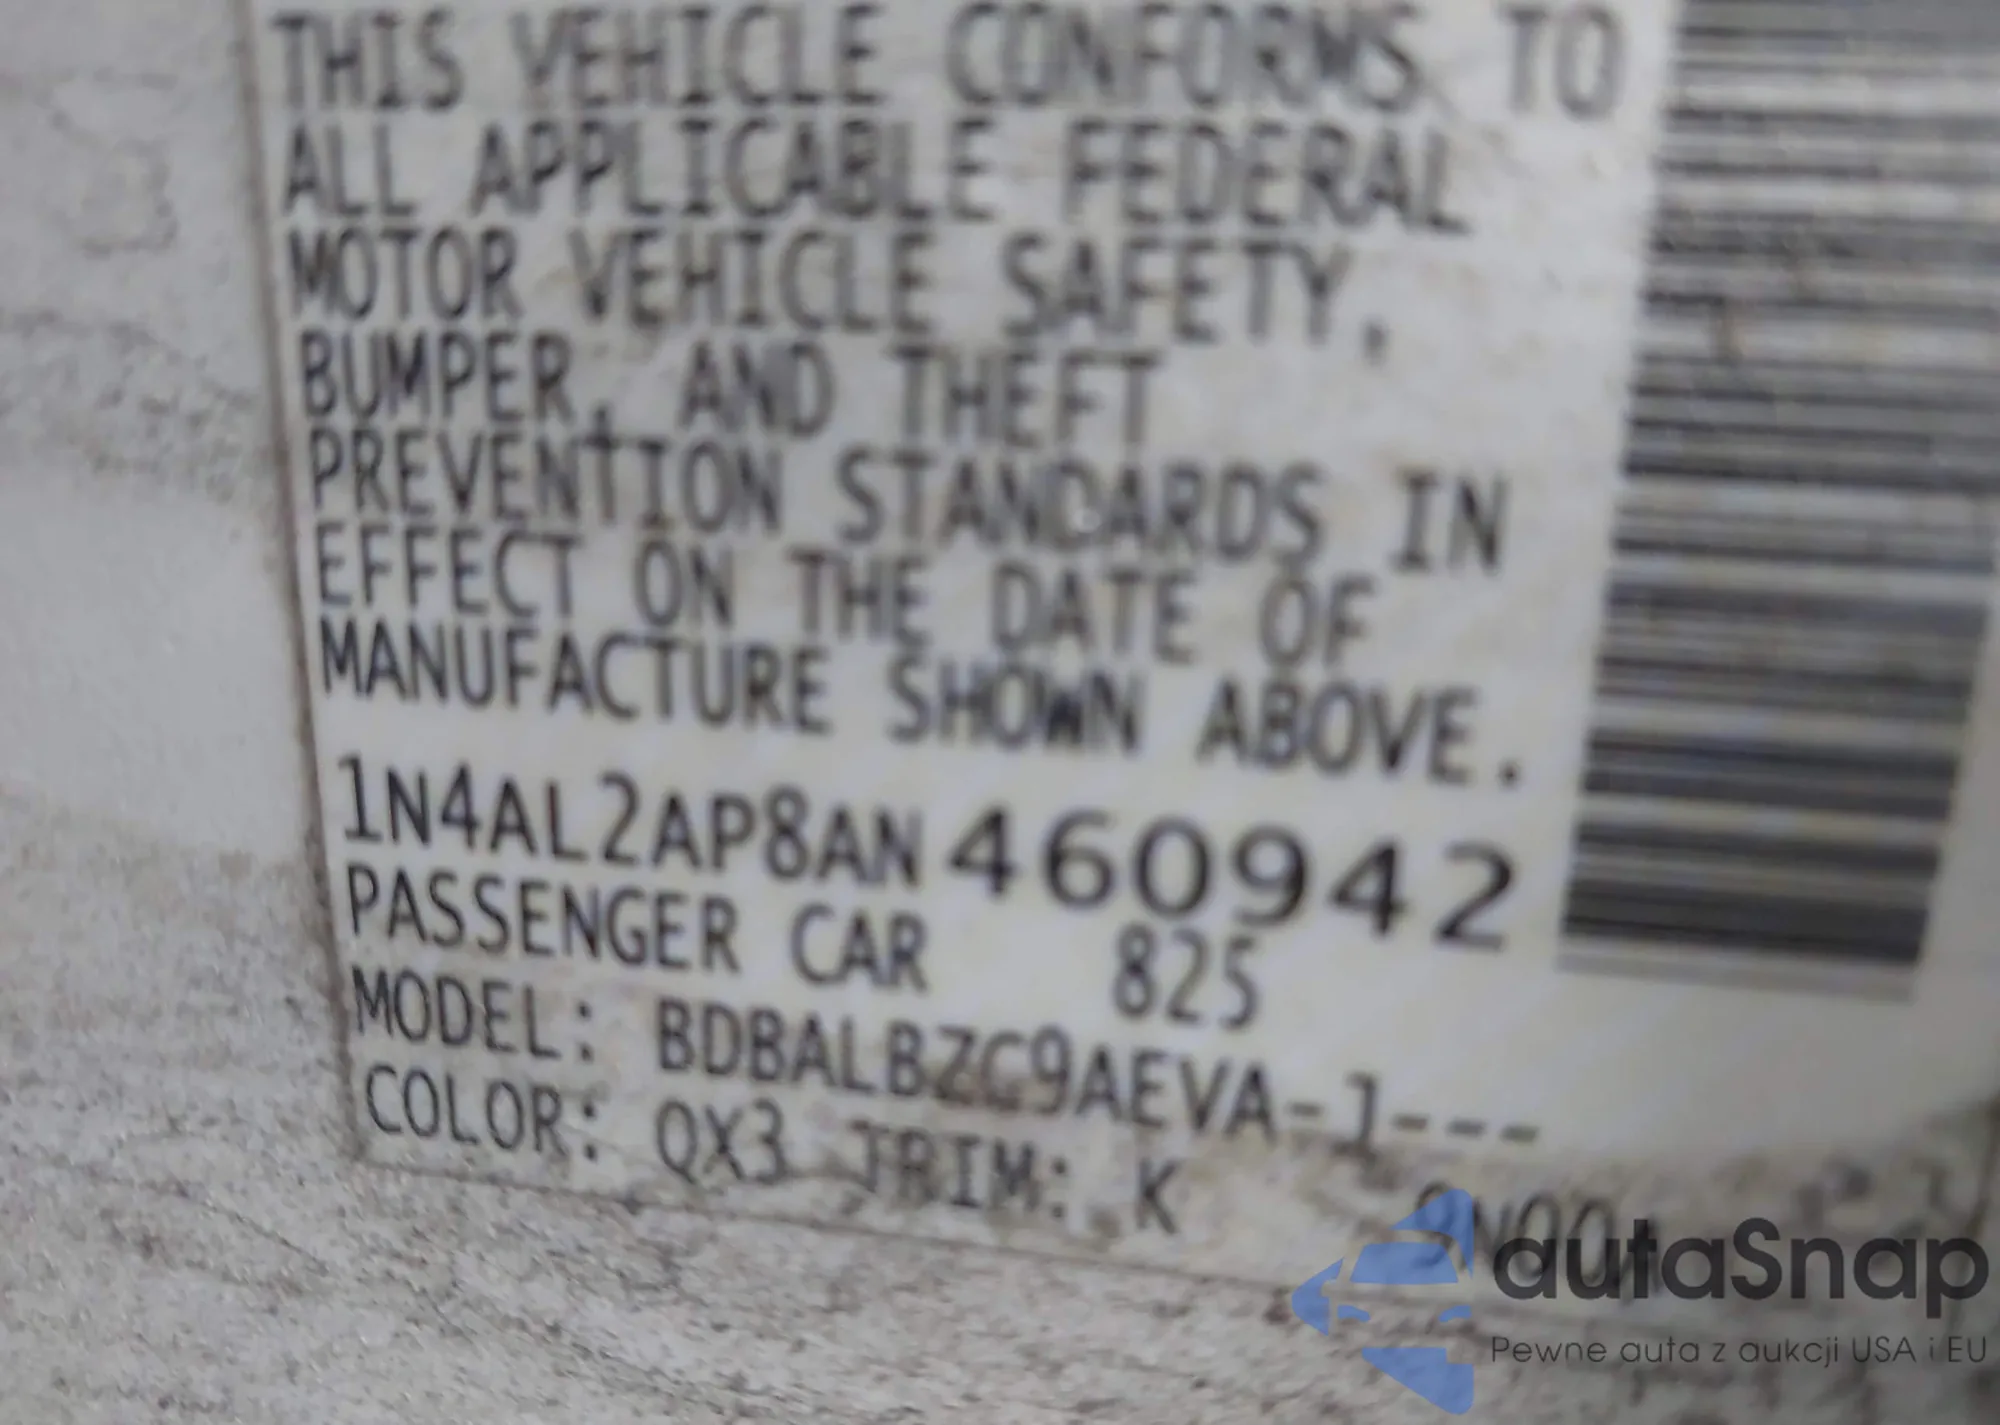 THIS VEHICLE CONFORMS TO
ALL APPLICABLE FEDERAL
MOTOR VEHICLE SAFETY,
BUMPER, AND THEFT
PREVENTION STANDARDS IN
EFFECT ON THE DATE OF
MANUFACTURE SHOWN ABOVE.
1N4AL2AP8AN460942
PASSENGER CAR 825
MODEL: BDBALBZC9AEVA-J---
COLOR: QX3 TRIM: K
autaSnap
Pewne auta z aukcji USA i EU